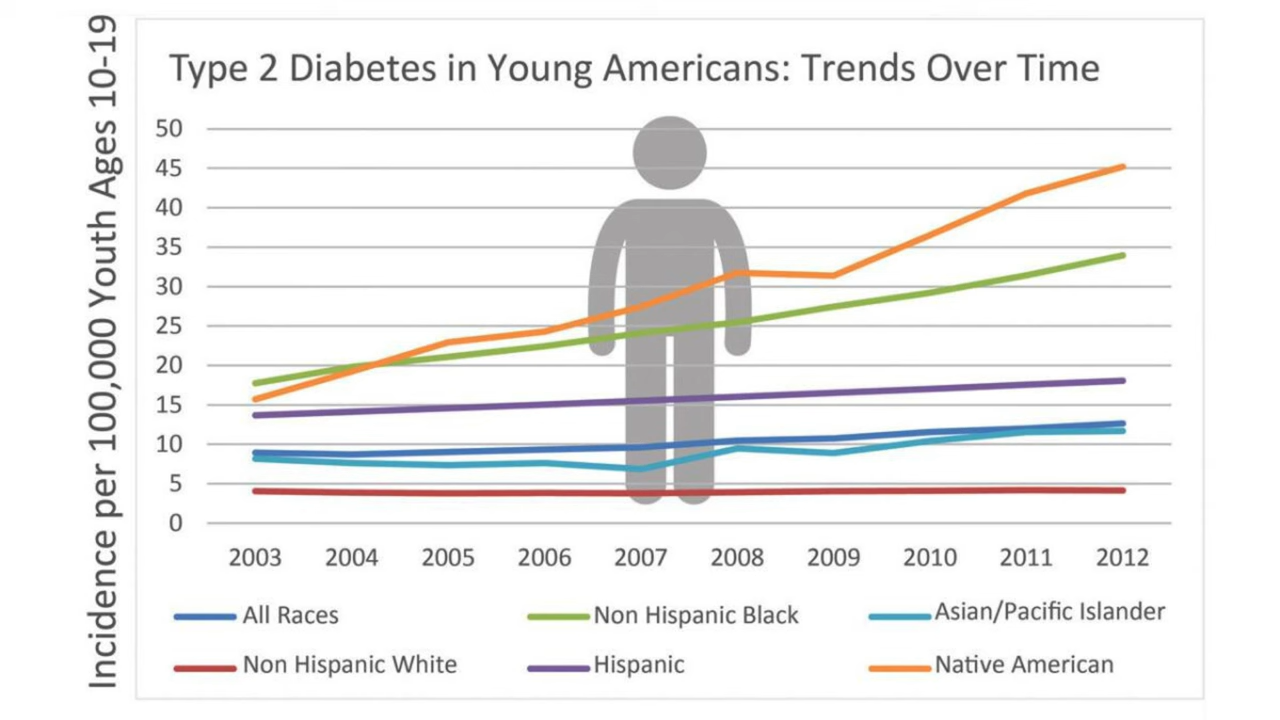 Type 2 Diabetes in Young Americans: Trends Over Time
Incidence per 100,000 Youth Ages 10-19
50
45
40
35
30
25
20
15
10
5
0
2003 2004 2005 2006 2007 2008 2009 2010 2011 2012
All Races Non Hispanic Black Asian/Pacific Islander
Non Hispanic White Hispanic Native American